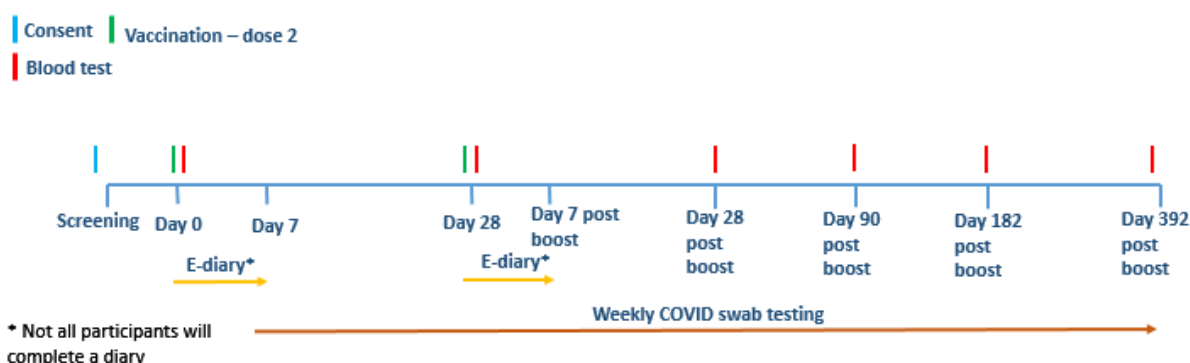 Consent
Vaccination – dose 2
Blood test
Screening
Day 0
Day 7
Day 28
Day 7 post
boost
Day 28
post
boost
Day 90
post
boost
Day 182
post
boost
Day 392
post
boost
E-diary*
E-diary*
Weekly COVID swab testing
* Not all participants will
complete a diary